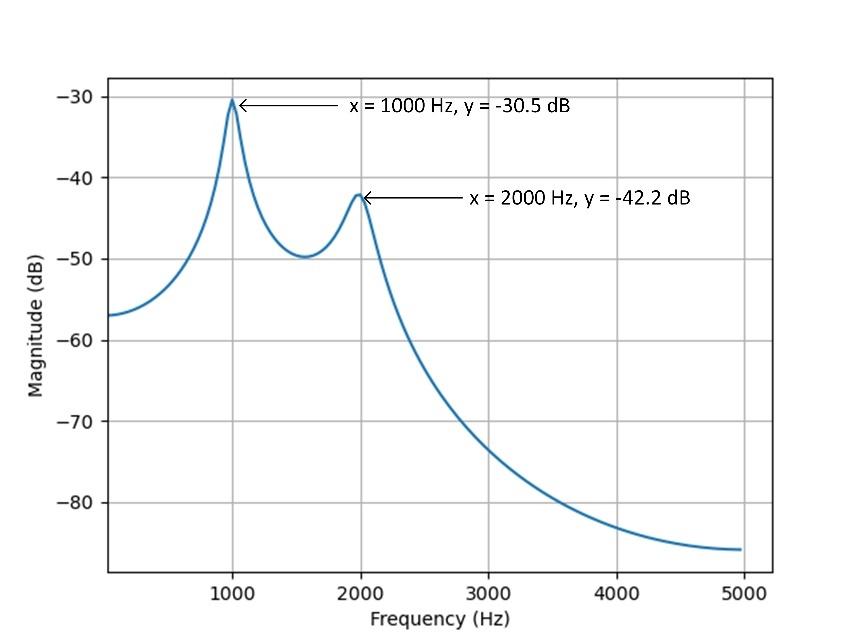 −30
x = 1000 Hz, y = -30.5 dB
−40
x = 2000 Hz, y = -42.2 dB
−50
−60
−70
−80
Magnitude (dB)
1000 2000 3000 4000 5000
Frequency (Hz)